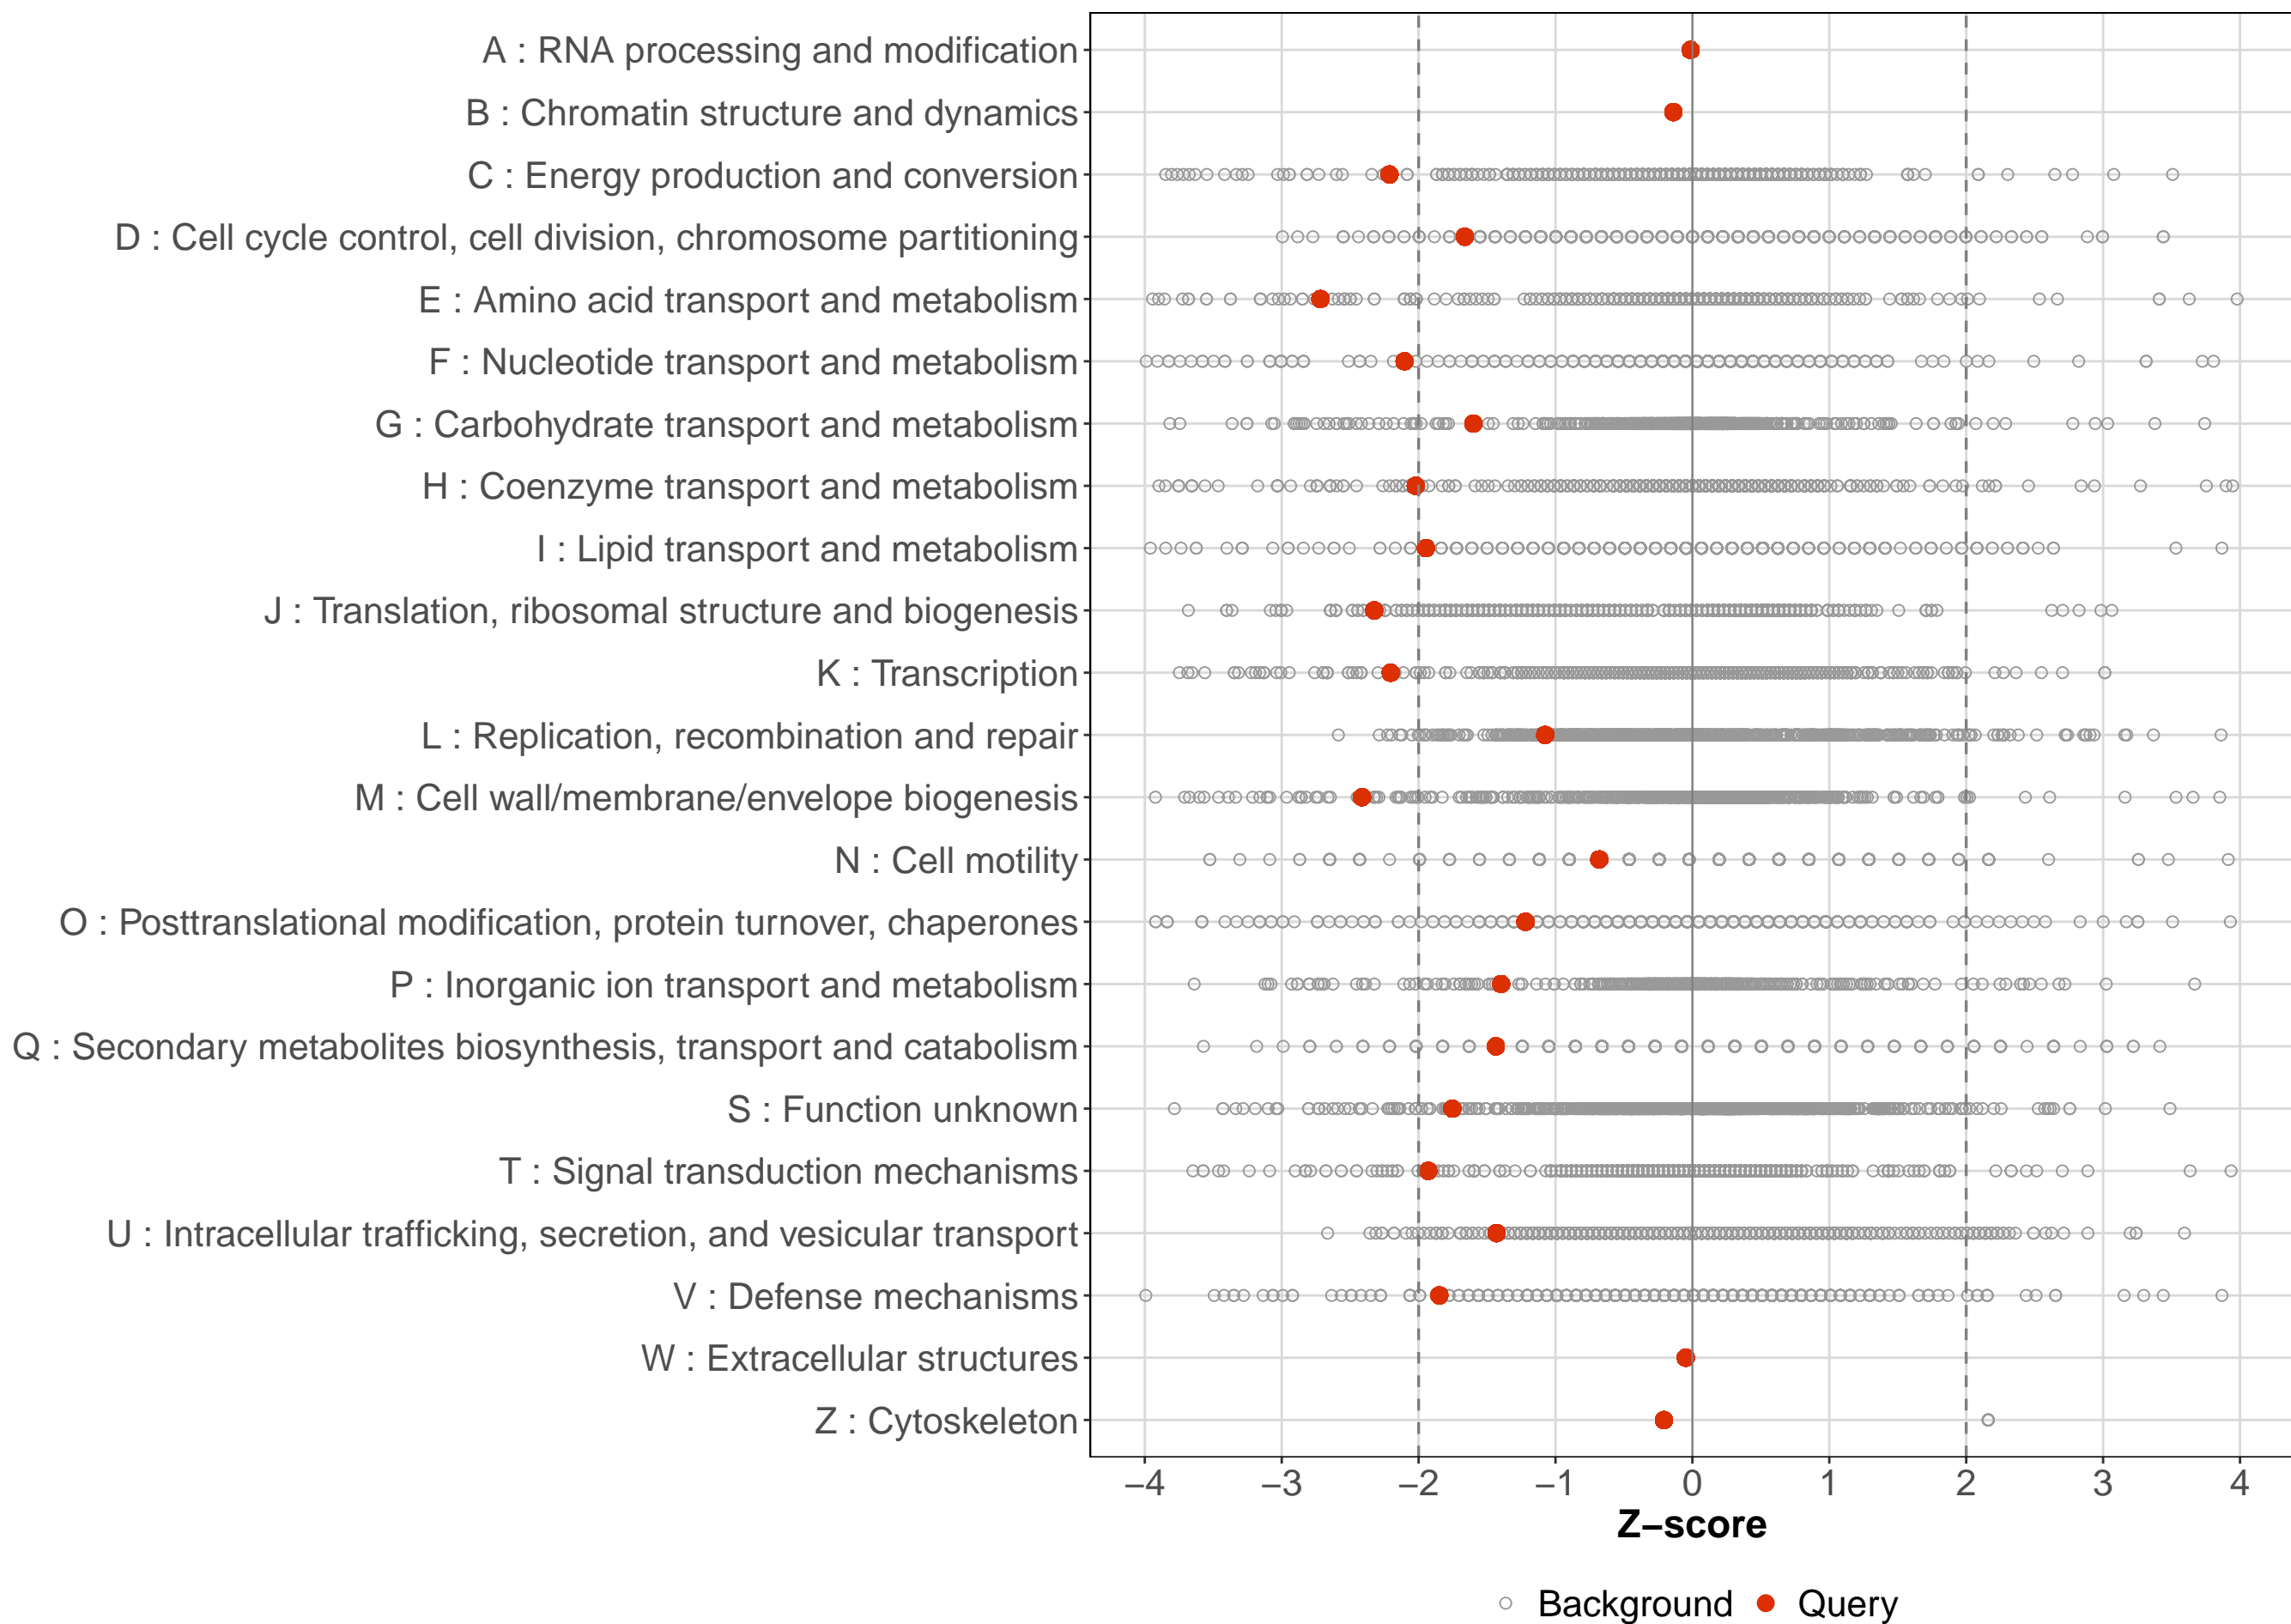 A : RNA processing and modification
B : Chromatin structure and dynamics
C : Energy production and conversion
D : Cell cycle control, cell division, chromosome partitioning
E : Amino acid transport and metabolism
F : Nucleotide transport and metabolism
G : Carbohydrate transport and metabolism
H : Coenzyme transport and metabolism
I : Lipid transport and metabolism
J : Translation, ribosomal structure and biogenesis
K : Transcription
L : Replication, recombination and repair
M : Cell wall/membrane/envelope biogenesis
N : Cell motility
O : Posttranslational modification, protein turnover, chaperones
P : Inorganic ion transport and metabolism
Q : Secondary metabolites biosynthesis, transport and catabolism
S : Function unknown
T : Signal transduction mechanisms
U : Intracellular trafficking, secretion, and vesicular transport
V : Defense mechanisms
W : Extracellular structures
Z : Cytoskeleton
−4 −3 −2 −1 0 1 2 3 4
Z−score
Background Query